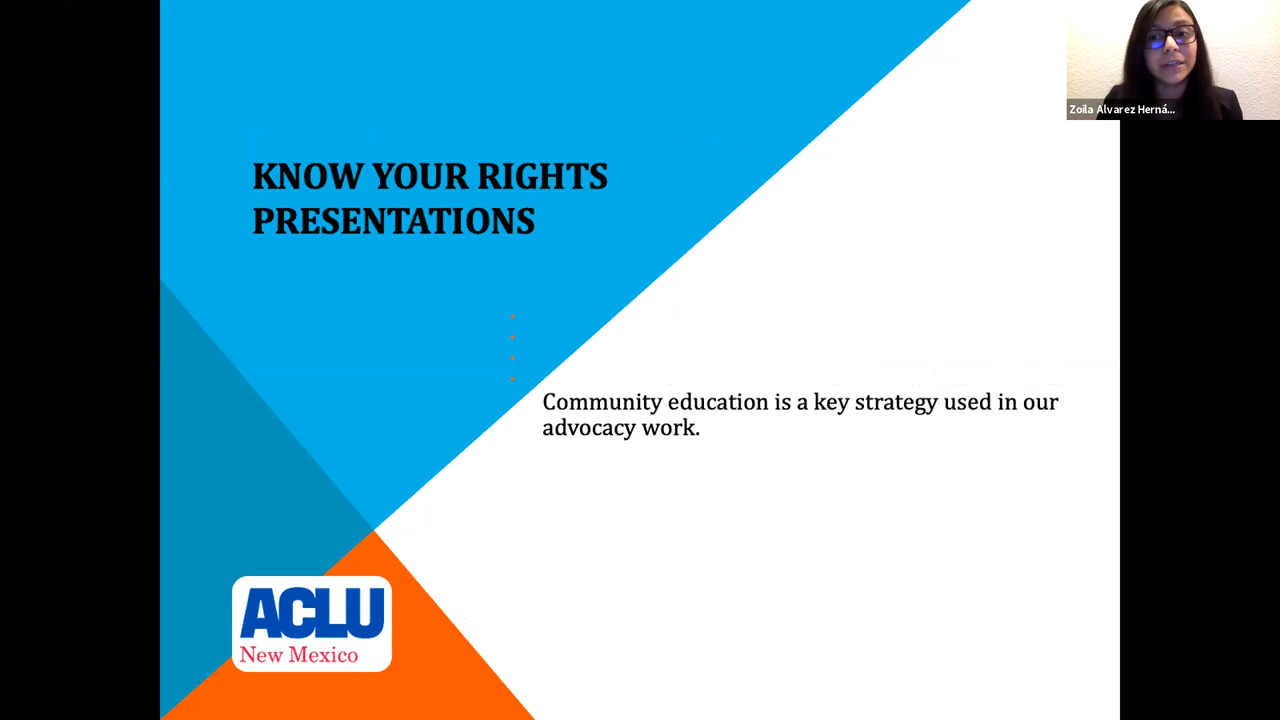 KNOW YOUR RIGHTS
PRESENTATIONS
Community education is a key strategy used in our
advocacy work.
ACLU
New Mexico
Zoila Alvarez Herná...